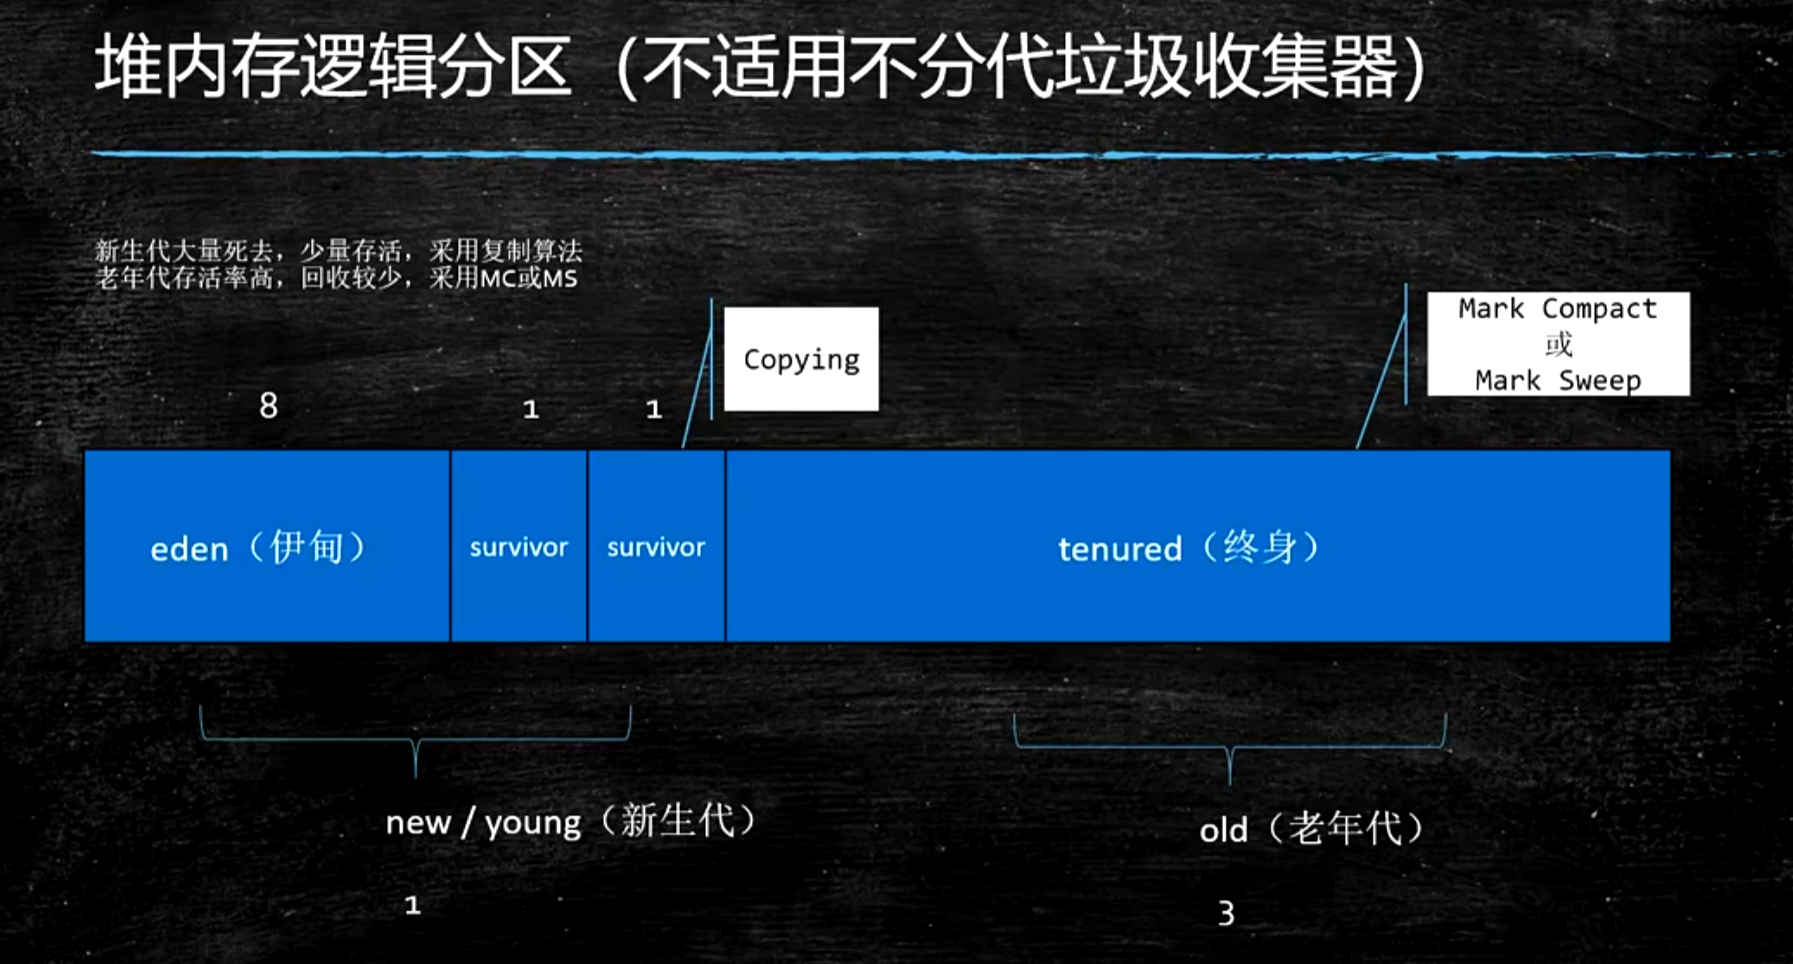 堆内存逻辑分区（不适用不分代垃圾收集器）
新生代大量死去，少量存活，采用复制算法
老年代存活率高，回收较少，采用MC或MS
Copying
Mark Compact
或
Mark Sweep
8
1
1
eden（伊甸）
survivor
survivor
tenured（终身）
new / young（新生代）
old（老年代）
1
3